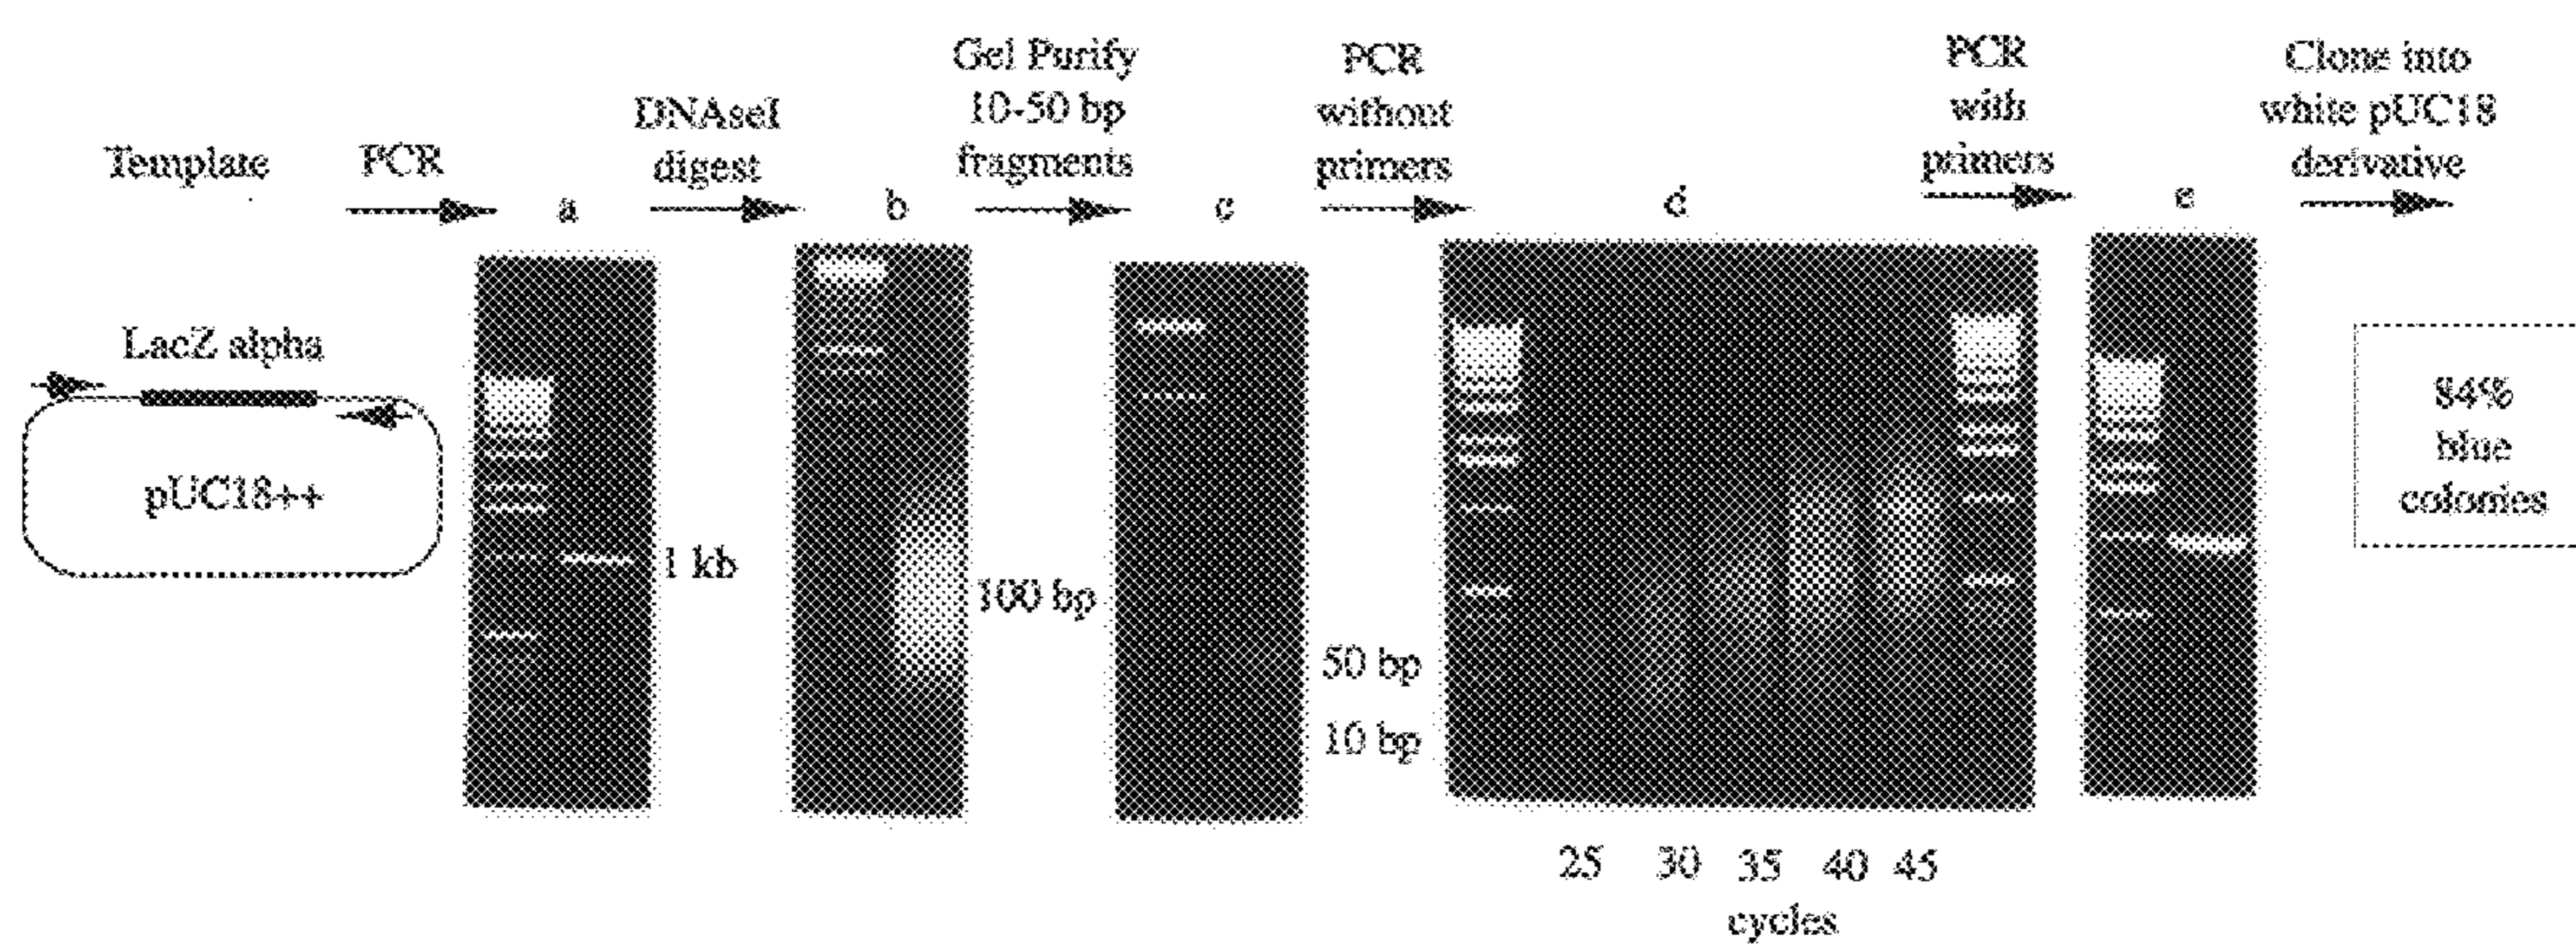 Template
PCR
DNAseI
digest
Gel Purify
10-50 bp
fragments
PCR
without
primers
PCR
with
primers
Clone into
white pUC18
derivative
a
b
c
d
e
LacZ alpha
pUC18++
1 kb
100 bp
50 bp
10 bp
84%
blue
colonies
25 30 35 40 45
cycles